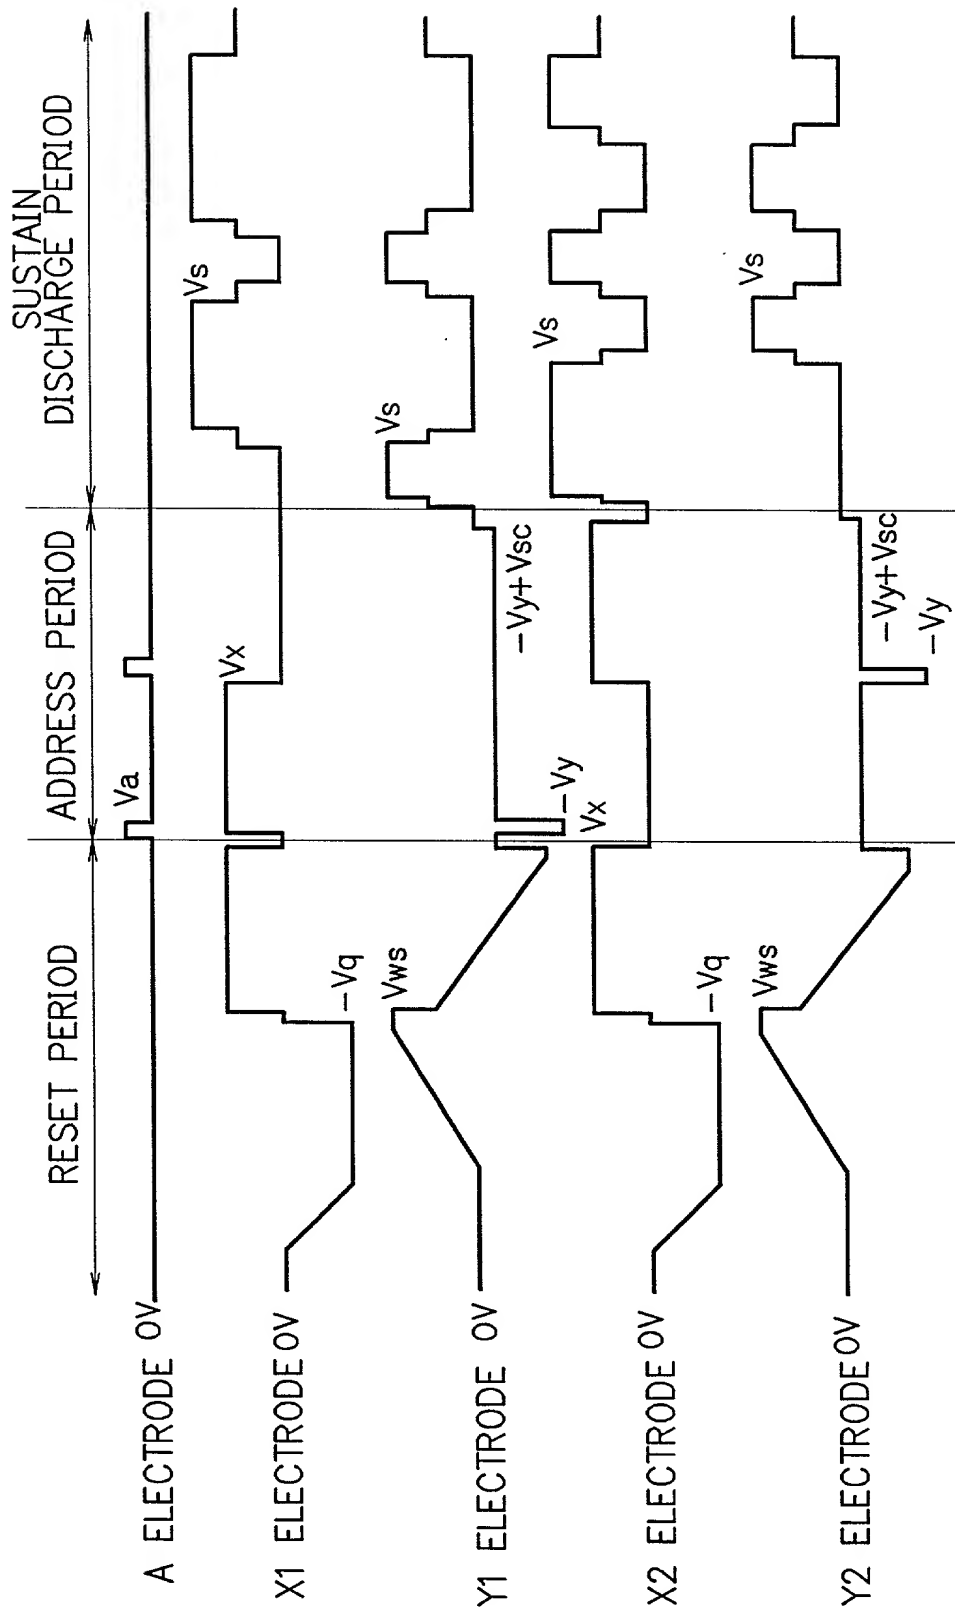 RESET PERIOD
ADDRESS PERIOD
SUSTAIN
DISCHARGE PERIOD
A ELECTRODE 0V
Va
X1 ELECTRODE 0V
-Vq
Vx
Vs
Y1 ELECTRODE 0V
Vws
-Vy
-Vy+Vsc
Vs
X2 ELECTRODE 0V
-Vq
Vx
Vs
Y2 ELECTRODE 0V
Vws
-Vy+Vsc
-Vy
Vs